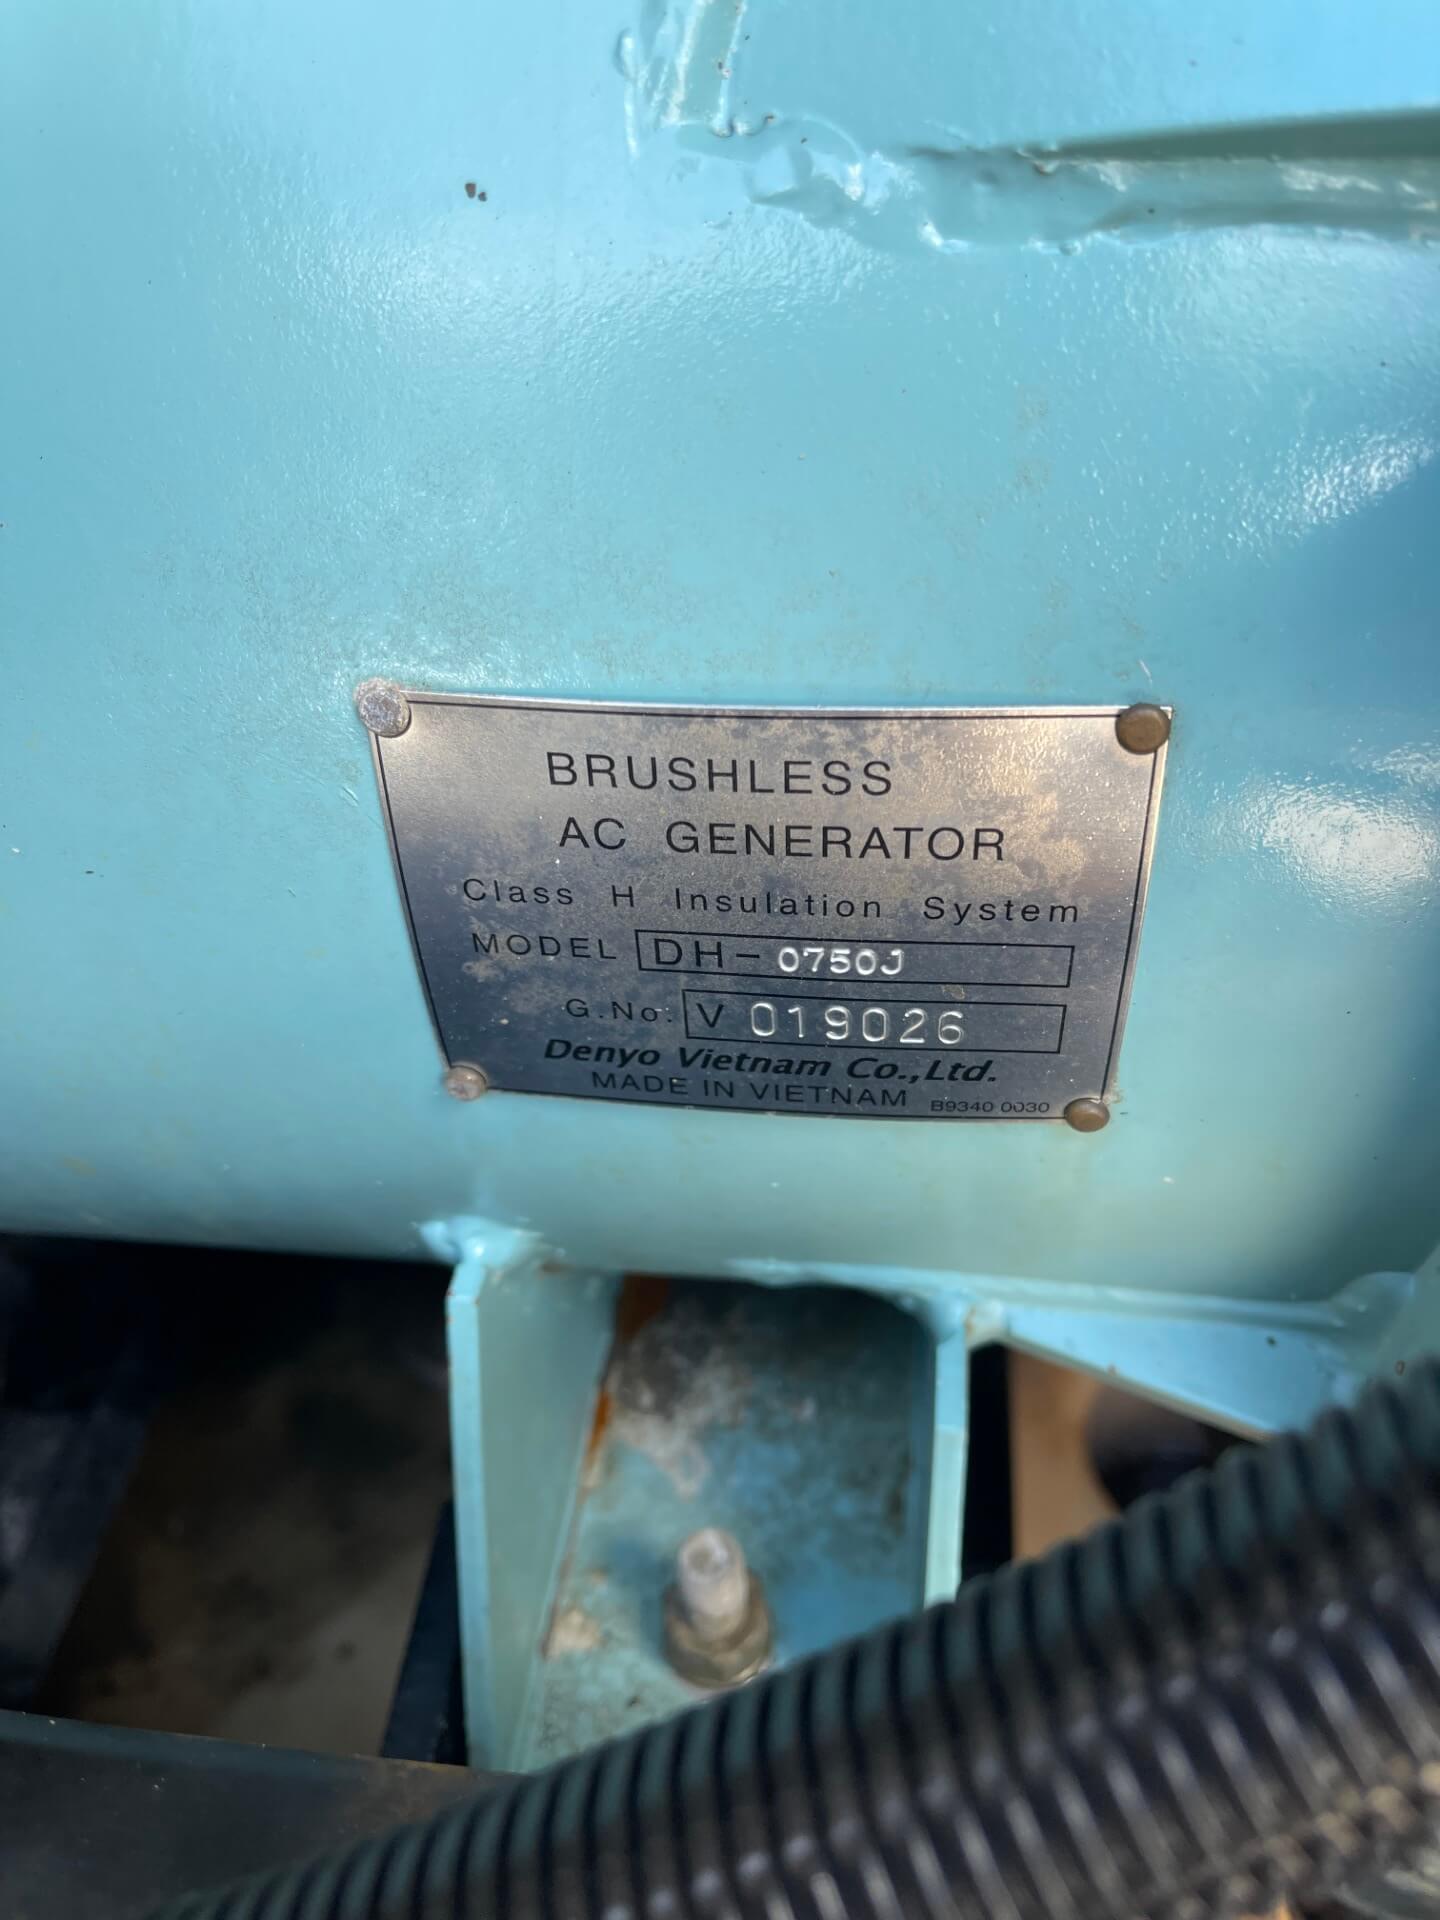 BRUSHLESS
AC GENERATOR
Class H Insulation System
MODEL DH-0750J
G.No. V 019026
Denyo Vietnam Co.,Ltd.
MADE IN VIETNAM B9340 0030